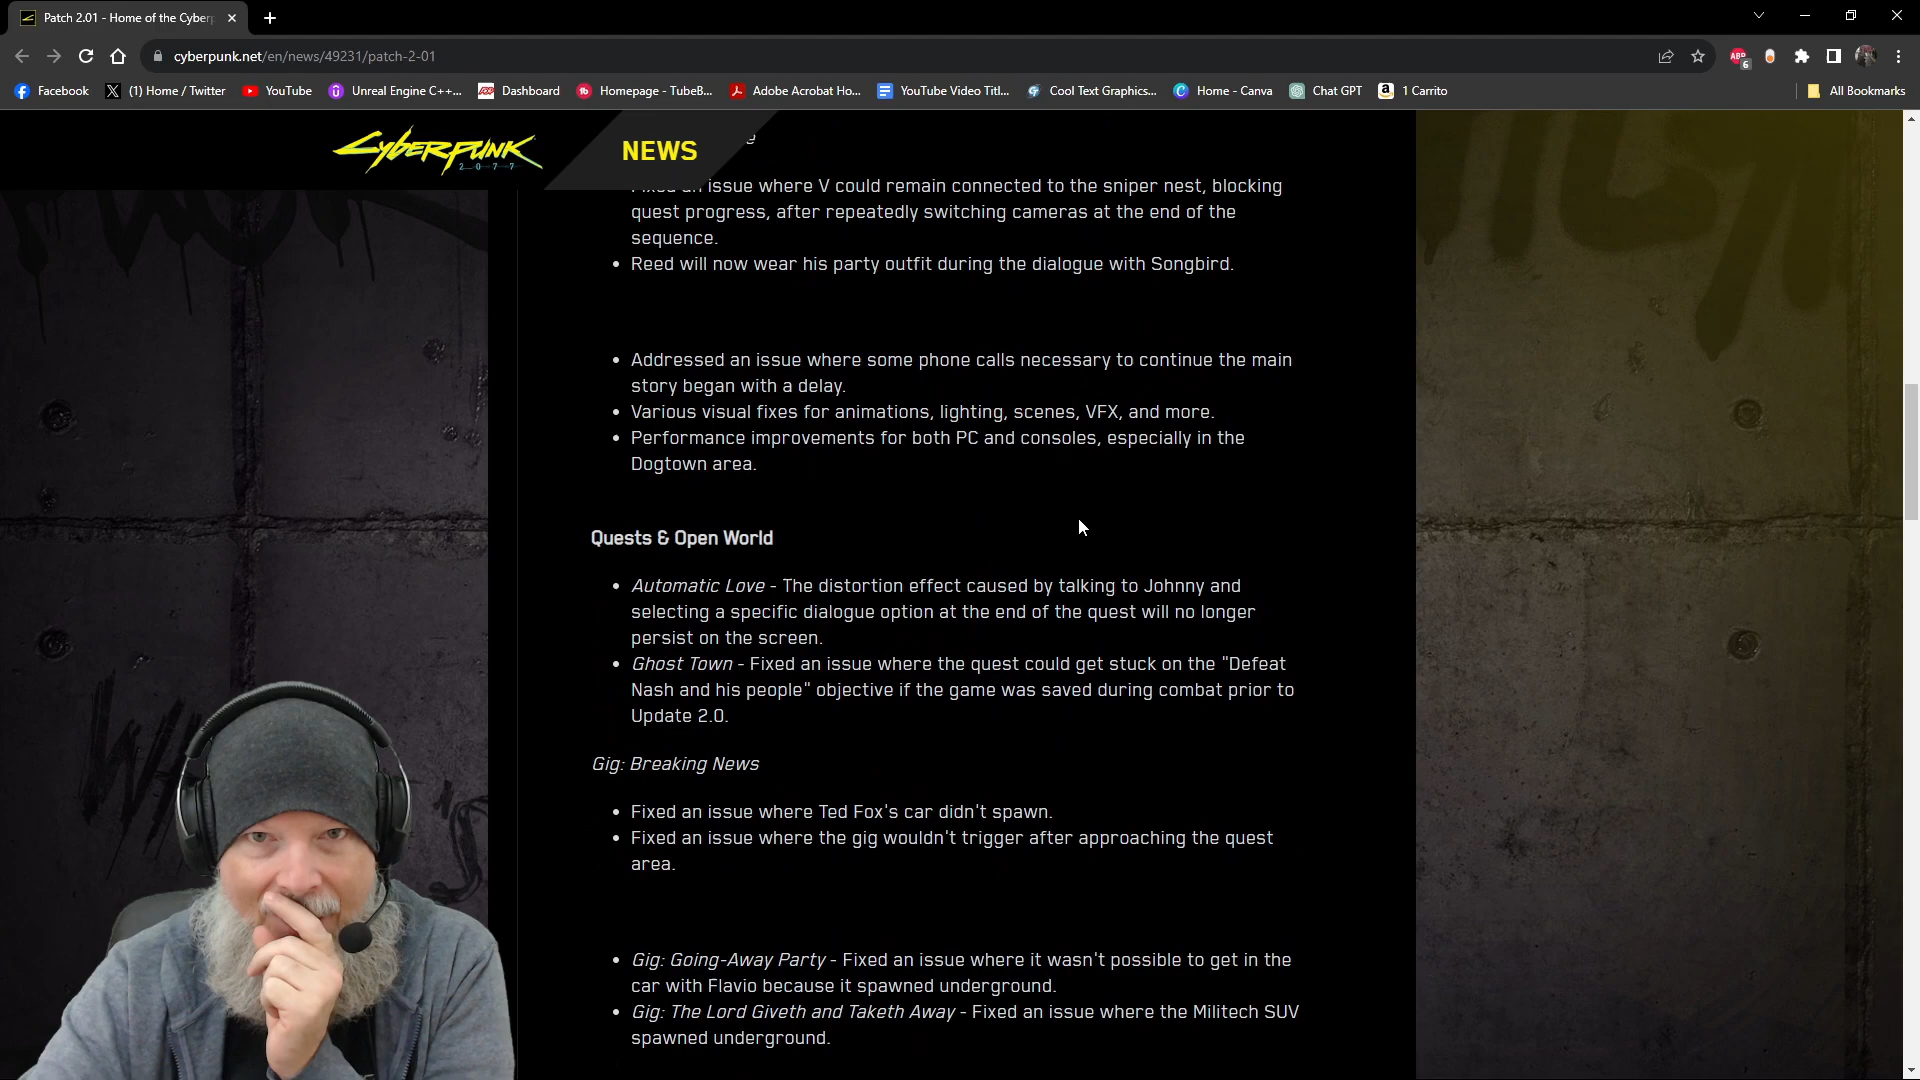 Patch 2.01 - Home of the Cyberp
cyberpunk.net/en/news/49231/patch-2-01
ABP
6
Facebook
(1) Home / Twitter
YouTube
Unreal Engine C++...
Dashboard
Homepage - TubeB...
Adobe Acrobat Ho...
YouTube Video Titl...
Cool Text Graphics...
Home - Canva
Chat GPT
1 Carrito
All Bookmarks
CYBERPUNK
2077
NEWS
Fixed an issue where V could remain connected to the sniper nest, blocking
quest progress, after repeatedly switching cameras at the end of the
sequence.
• Reed will now wear his party outfit during the dialogue with Songbird.
• Addressed an issue where some phone calls necessary to continue the main
story began with a delay.
• Various visual fixes for animations, lighting, scenes, VFX, and more.
• Performance improvements for both PC and consoles, especially in the
Dogtown area.
Quests & Open World
• Automatic Love - The distortion effect caused by talking to Johnny and
selecting a specific dialogue option at the end of the quest will no longer
persist on the screen.
• Ghost Town - Fixed an issue where the quest could get stuck on the "Defeat
Nash and his people" objective if the game was saved during combat prior to
Update 2.0.
Gig: Breaking News
• Fixed an issue where Ted Fox's car didn't spawn.
• Fixed an issue where the gig wouldn't trigger after approaching the quest
area.
• Gig: Going-Away Party - Fixed an issue where it wasn't possible to get in the
car with Flavio because it spawned underground.
• Gig: The Lord Giveth and Taketh Away - Fixed an issue where the Militech SUV
spawned underground.